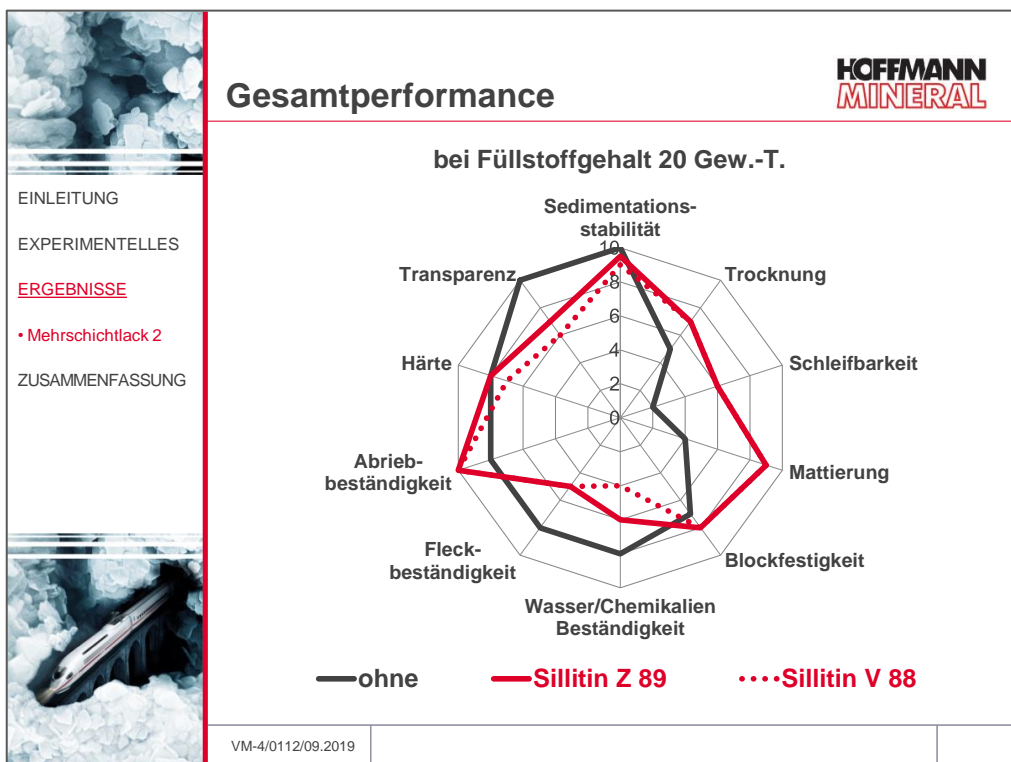 Gesamtperformance
HOFFMANN
MINERAL
EINLEITUNG
EXPERIMENTELLES
ERGEBNISSE
• Mehrschichtlack 2
ZUSAMMENFASSUNG
bei Füllstoffgehalt 20 Gew.-T.
Sedimentations-
stabilität
Trocknung
Schleifbarkeit
Mattierung
Blockfestigkeit
Wasser/Chemikalien
Beständigkeit
Fleck-
beständigkeit
Abrieb-
beständigkeit
Härte
Transparenz
10
8
6
4
2
0
ohne
Sillitin Z 89
Sillitin V 88
VM-4/0112/09.2019